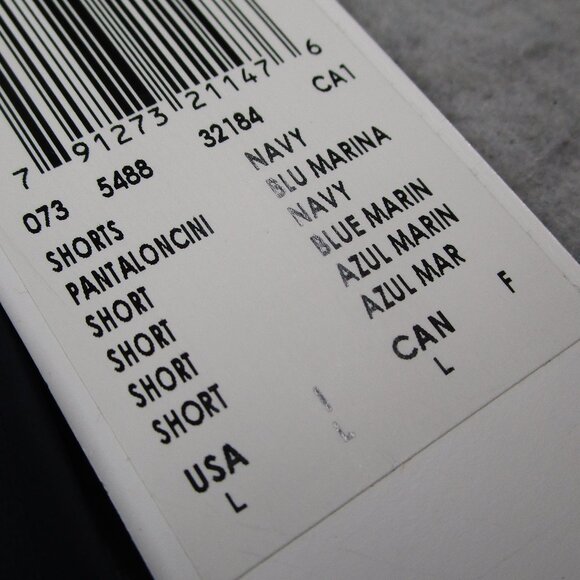 7 91273 21147 6
073 5488 32184 CA1
SHORTS NAVY
PANTALONCINI BLU MARINA
SHORT NAVY
SHORT BLUE MARIN
SHORT AZUL MARIN
SHORT AZUL MAR
USA I CAN F
L L L